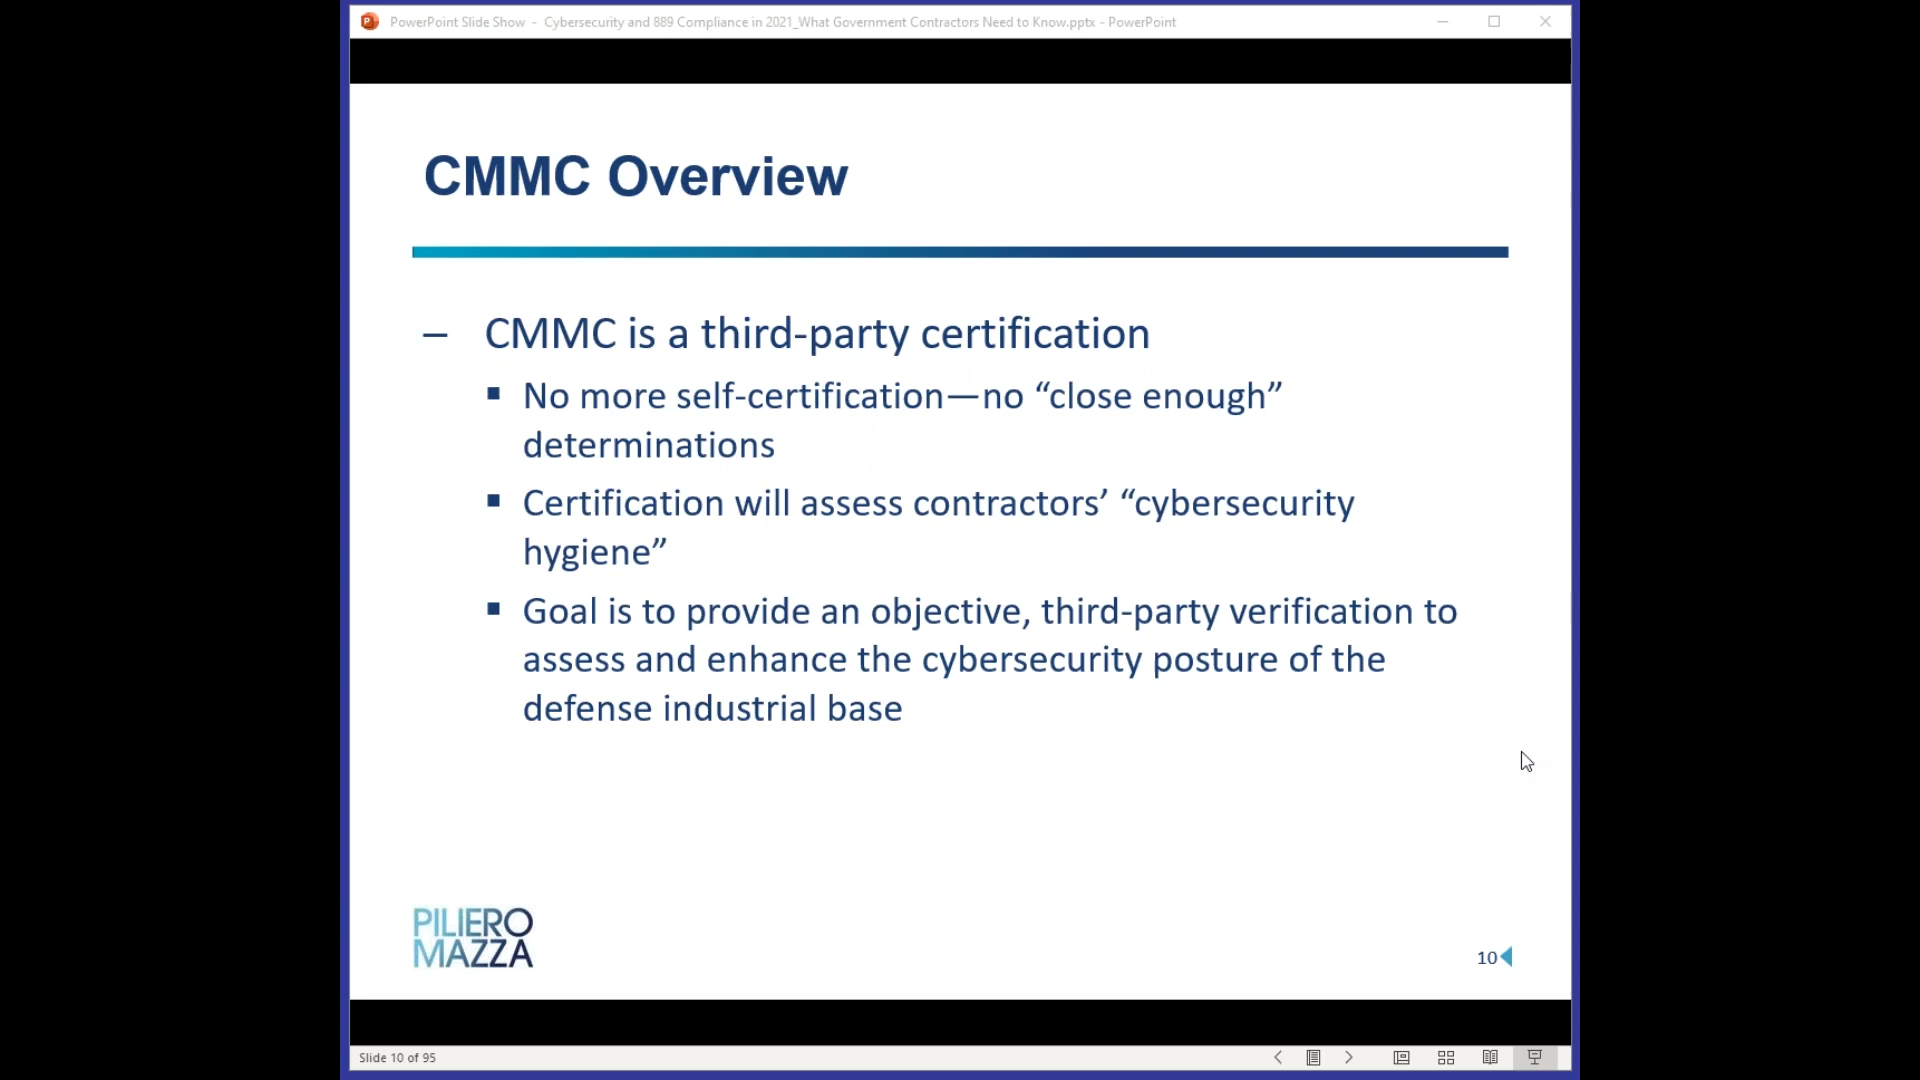 PowerPoint Slide Show - Cybersecurity and 889 Compliance in 2021_What Government Contractors Need to Know.pptx - PowerPoint
CMMC Overview
– CMMC is a third-party certification
▪ No more self-certification—no “close enough”
determinations
▪ Certification will assess contractors’ “cybersecurity
hygiene”
▪ Goal is to provide an objective, third-party verification to
assess and enhance the cybersecurity posture of the
defense industrial base
PILIERO
MAZZA
10
Slide 10 of 95